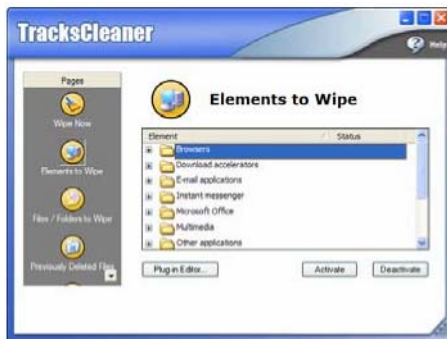 TracksCleaner
Help
Pages
Wipe Now
Elements to Wipe
Files / Folders to Wipe
Previously Deleted Files
Elements to Wipe
Element / Status
Browsers
Download accelerators
E-mail applications
Instant messenger
Microsoft Office
Multimedia
Other applications
Plug-in Editor...
Activate
Deactivate